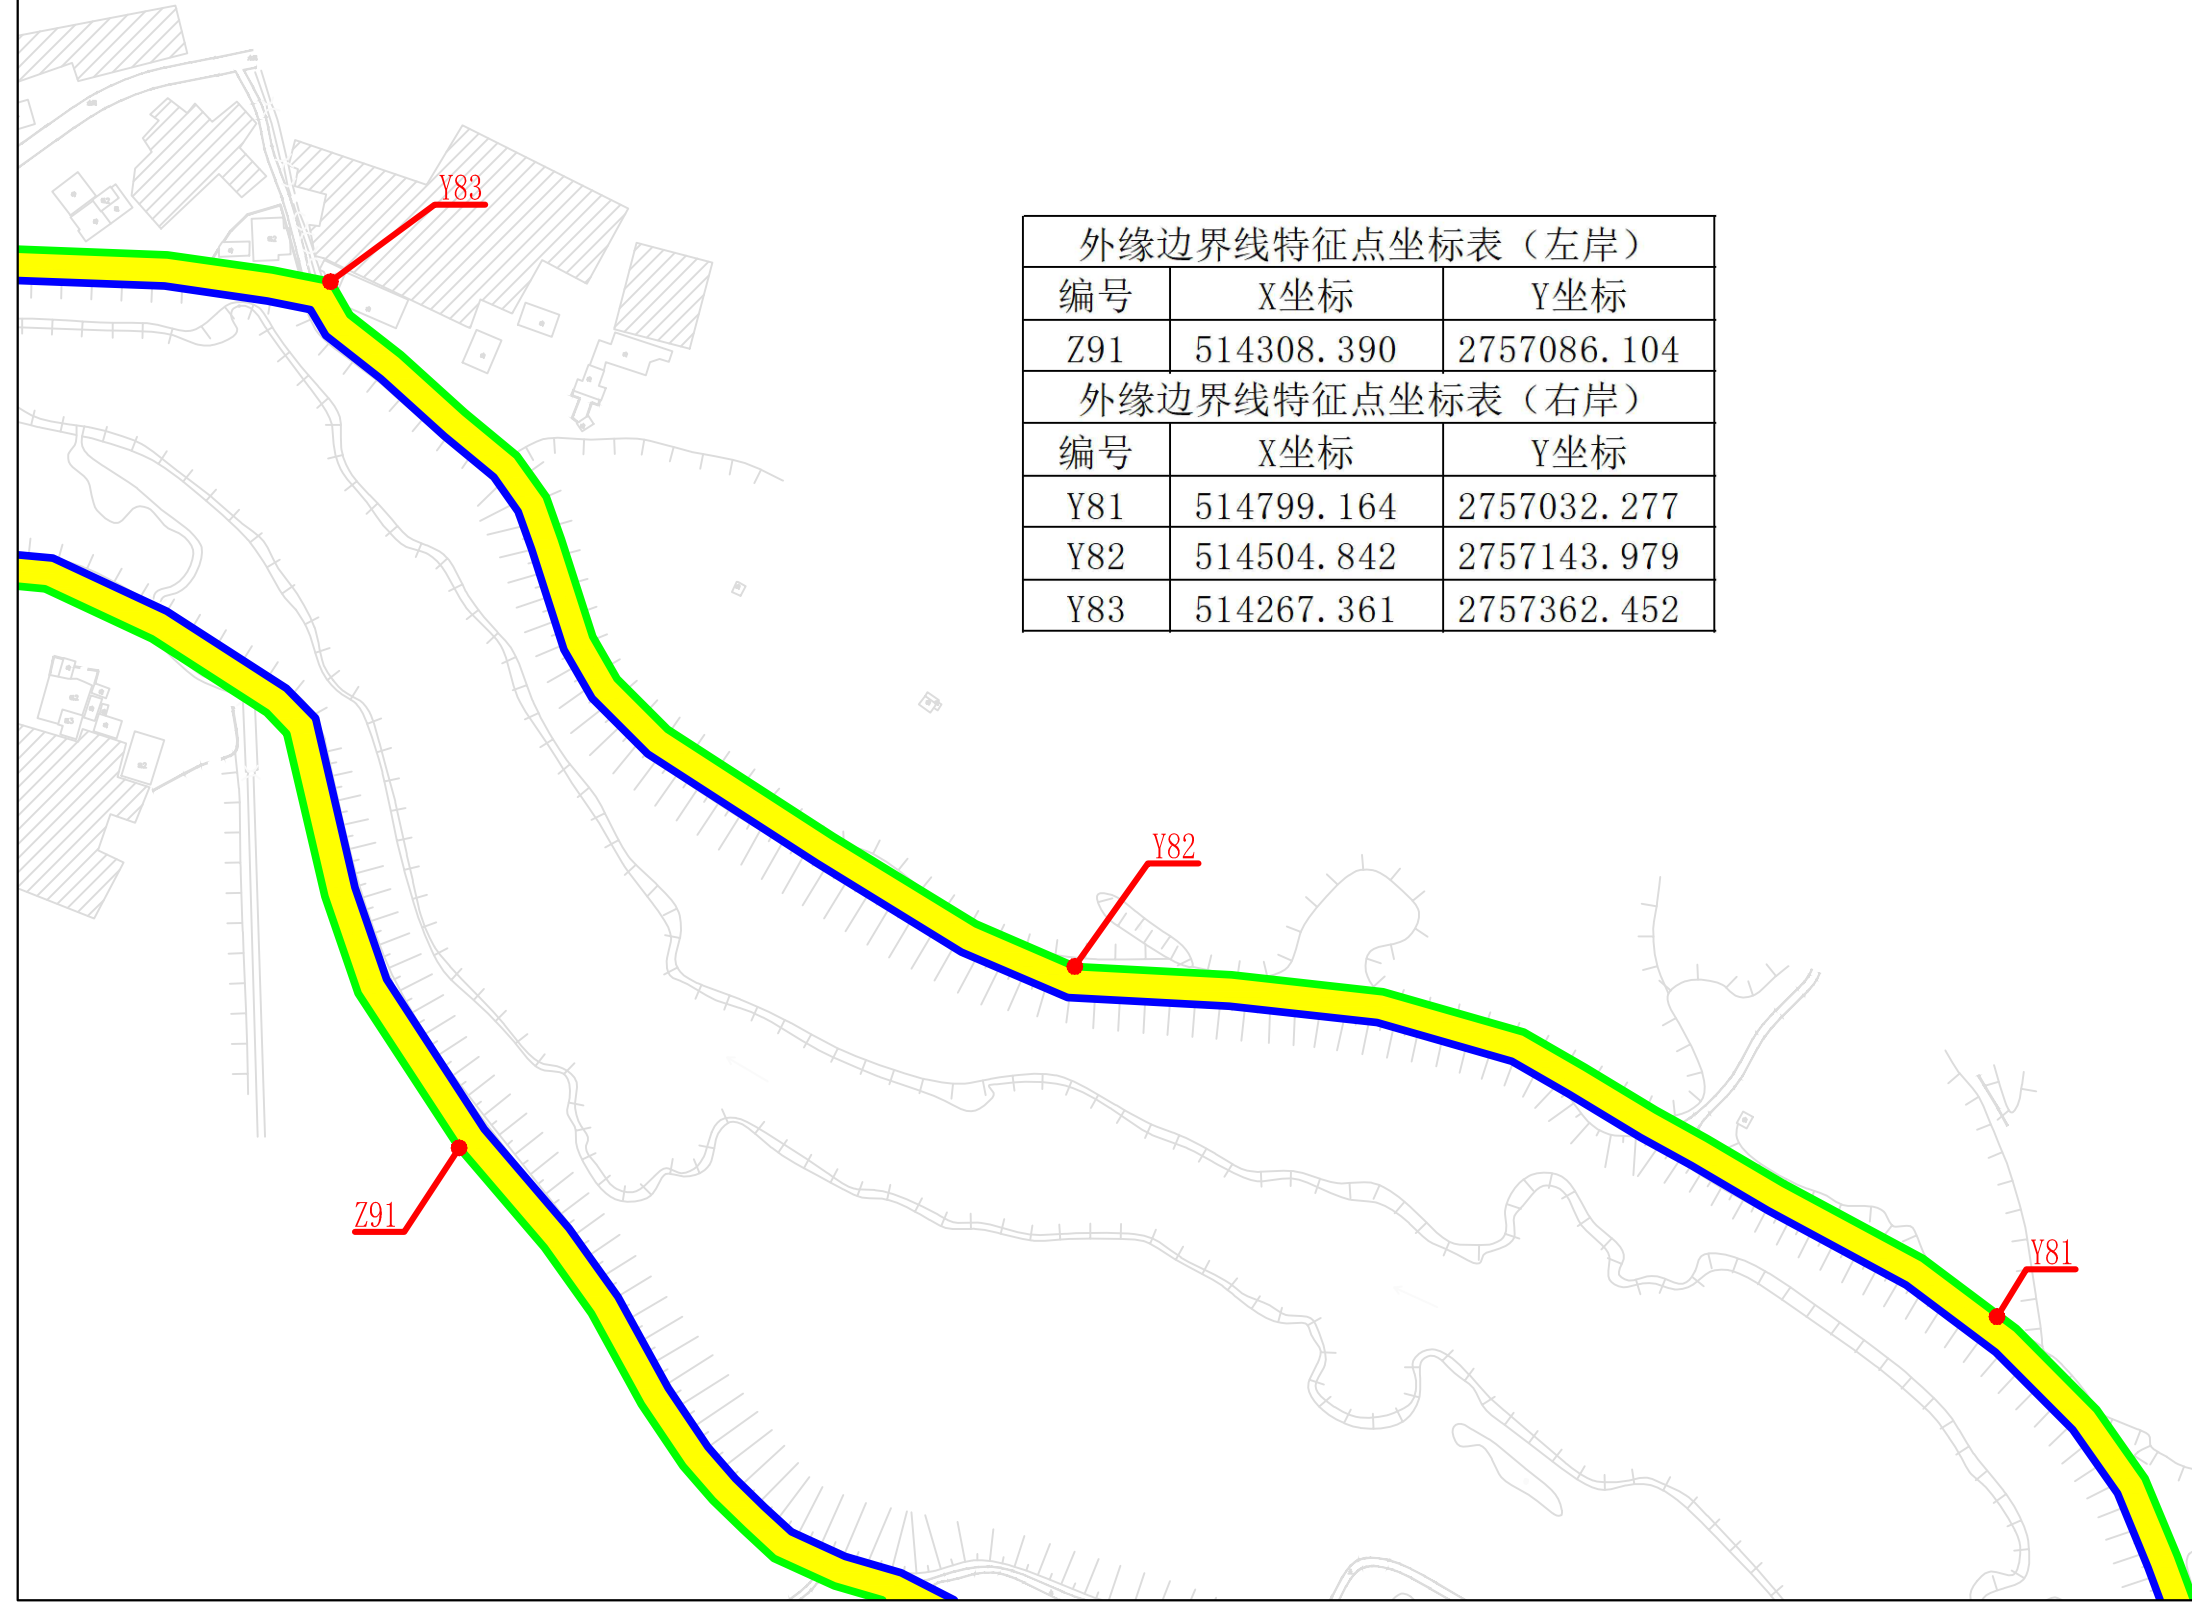 Y83
外缘边界线特征点坐标表（左岸）
编号 X坐标 Y坐标
Z91 514308.390 2757086.104
外缘边界线特征点坐标表（右岸）
编号 X坐标 Y坐标
Y81 514799.164 2757032.277
Y82 514504.842 2757143.979
Y83 514267.361 2757362.452
Y82
Z91
Y81